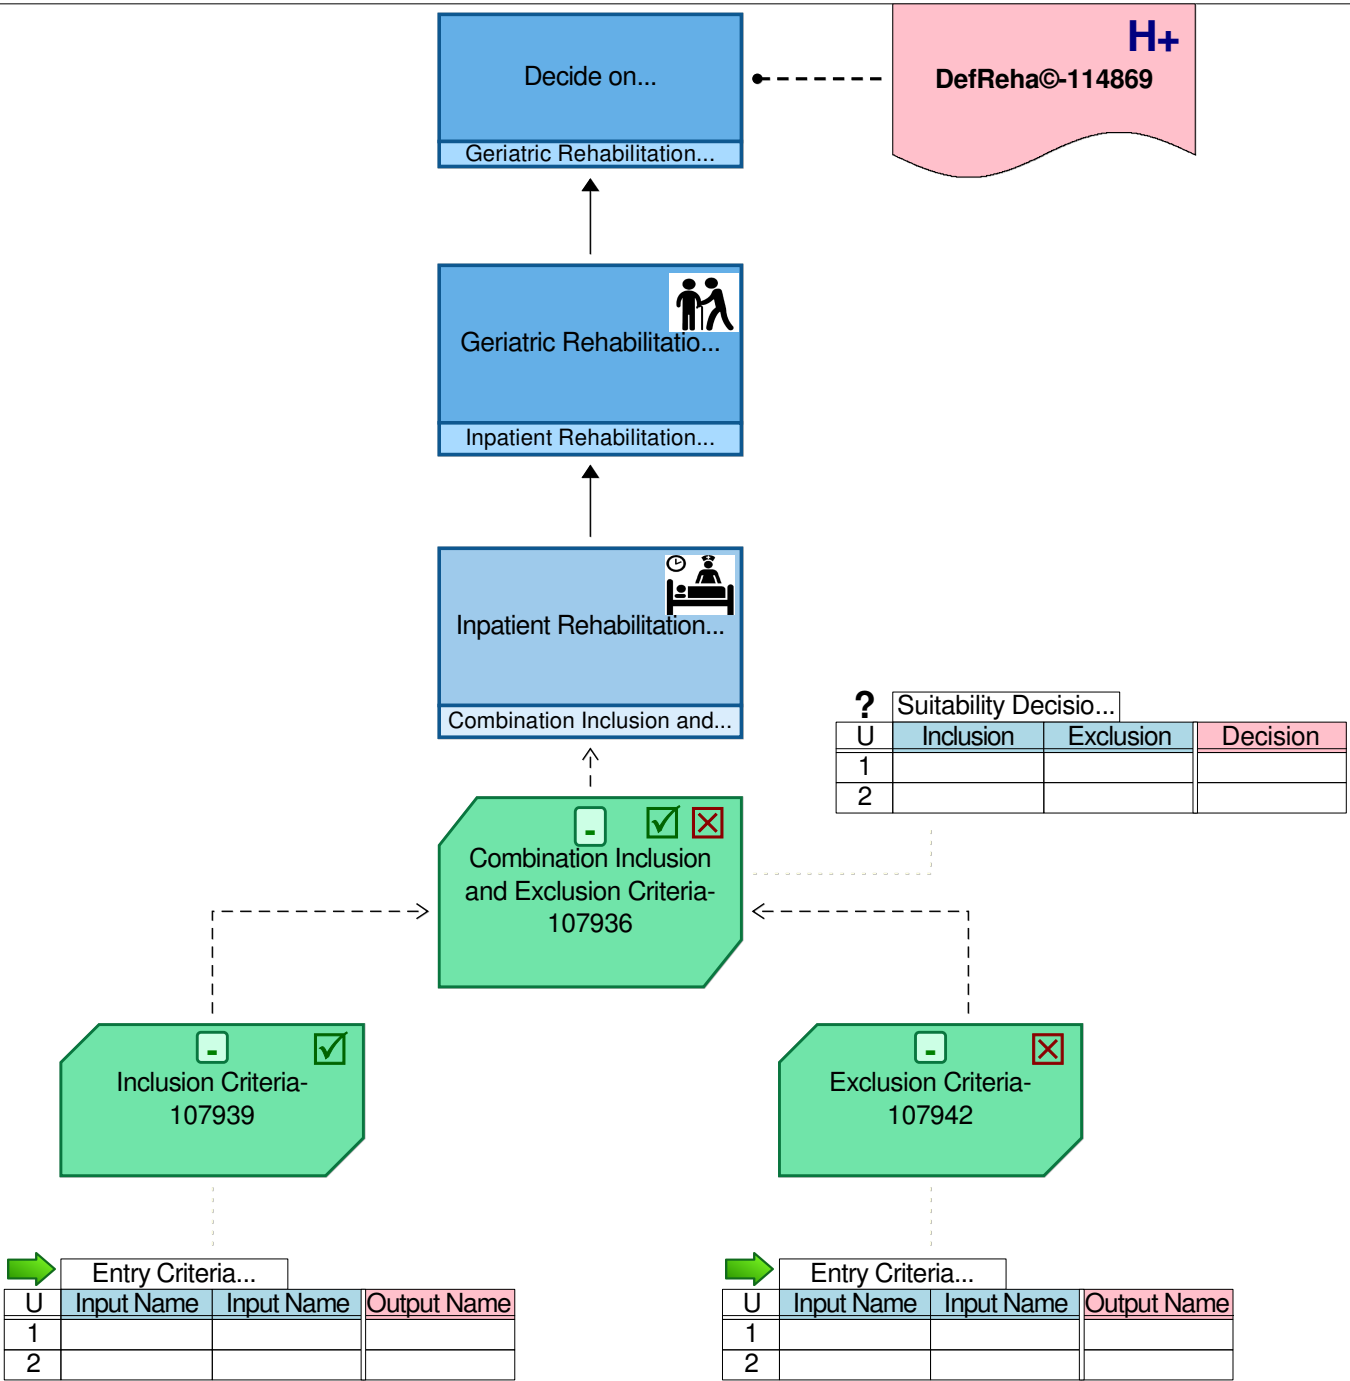 Decide on...
Geriatric Rehabilitation...
H+
DefReha©-114869
Geriatric Rehabilitatio...
Inpatient Rehabilitation...
Inpatient Rehabilitation...
Combination Inclusion and...
? Suitability Decisio...
U Inclusion Exclusion Decision
1
2
-
Combination Inclusion
and Exclusion Criteria-
107936
-
Inclusion Criteria-
107939
-
Exclusion Criteria-
107942
Entry Criteria...
U Input Name Input Name Output Name
1
2
Entry Criteria...
U Input Name Input Name Output Name
1
2